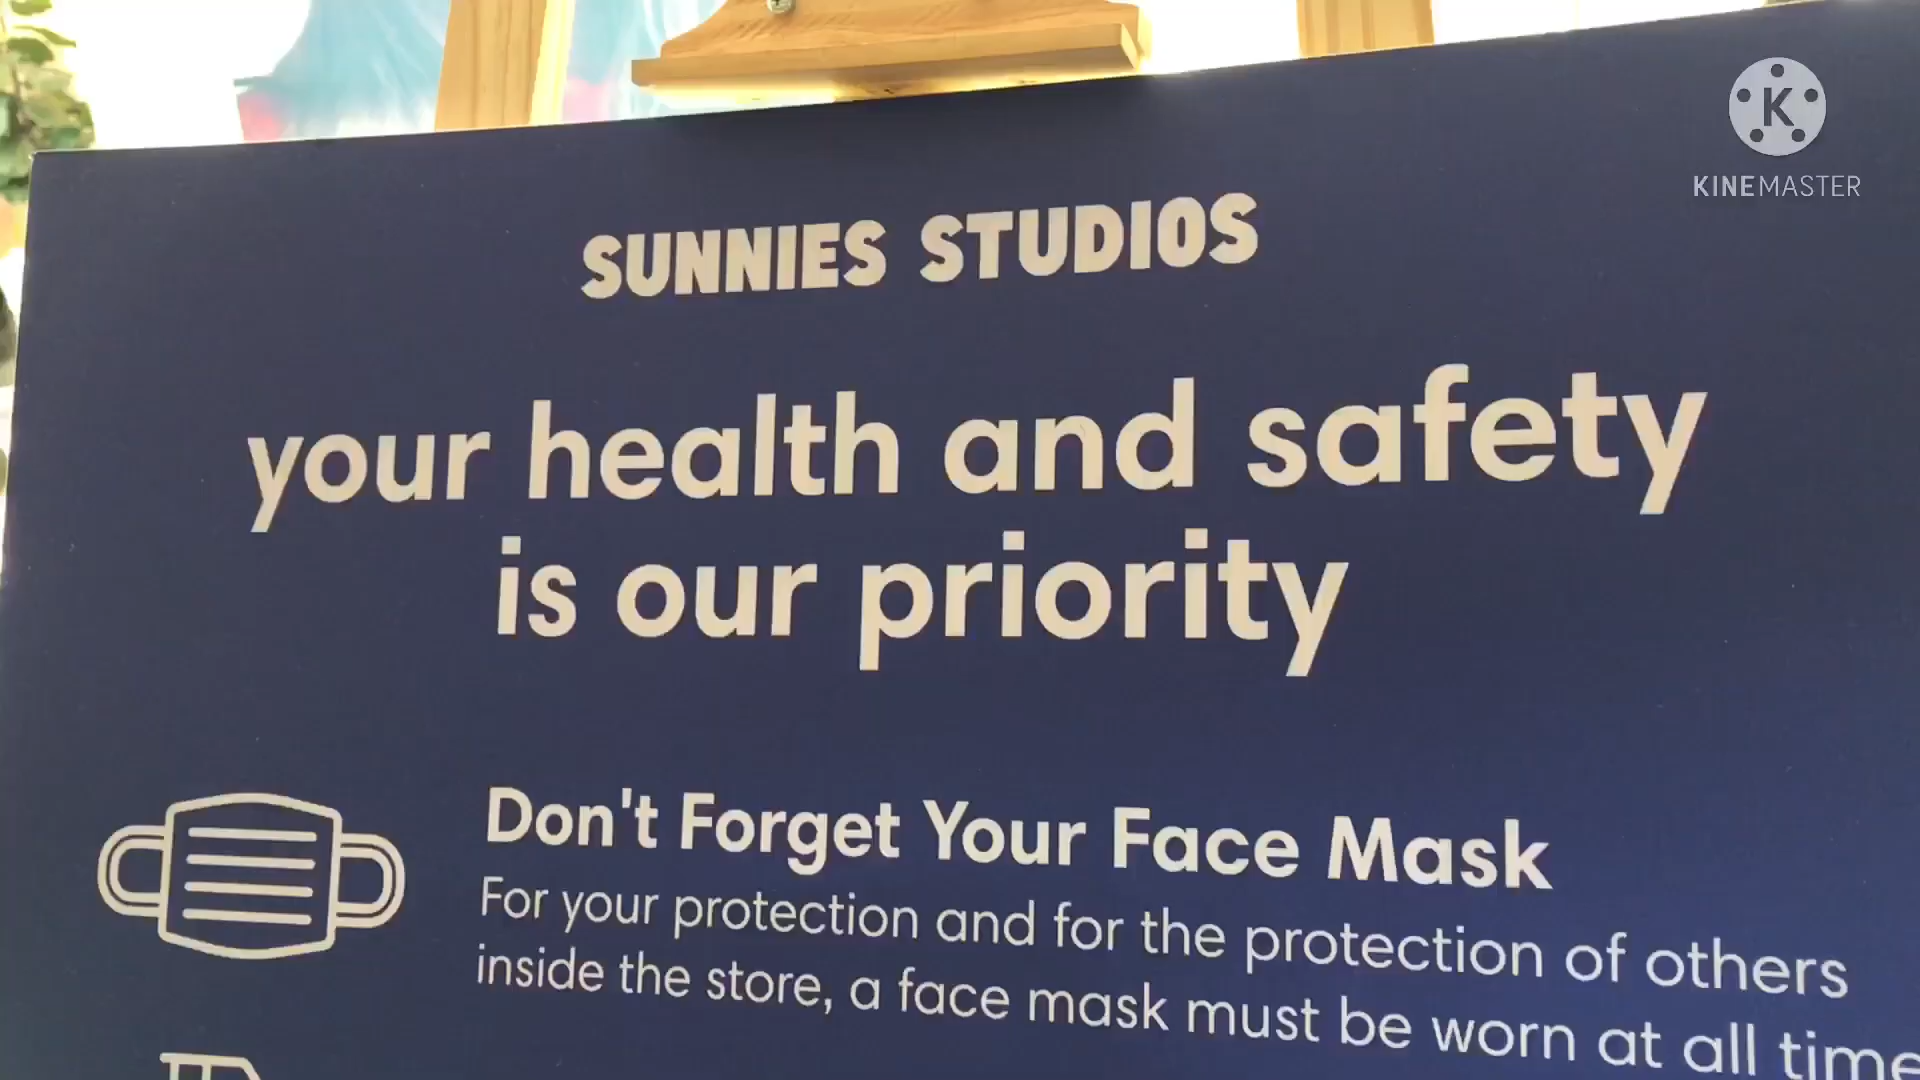 K
KINEMASTER
SUNNIES STUDIOS
your health and safety
is our priority
Don't Forget Your Face Mask
For your protection and for the protection of others
inside the store, a face mask must be worn at all